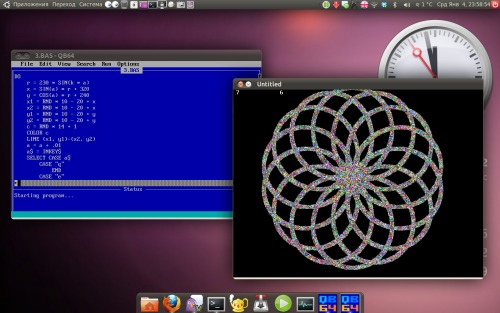 Приложения Переход Система
3 °C Срд Янв 4, 23:58:54
3.BAS - QB64
File Edit View Search Run Options
3.BAS
DO
r = 230 * SIN(k * a)
x = SIN(a) * r + 320
y = COS(a) * r + 240
x1 = RND * 10 - 20 + x
x2 = RND * 10 - 20 + x
y1 = RND * 10 - 20 + y
y2 = RND * 10 - 20 + y
c = RND * 14 + 1
COLOR c
LINE (x1, y1)-(x2, y2)
a = a + .01
a$ = INKEY$
SELECT CASE a$
CASE "q"
END
CASE "e"
Status
Starting program...
Untitled
7 6
QB64 QB64